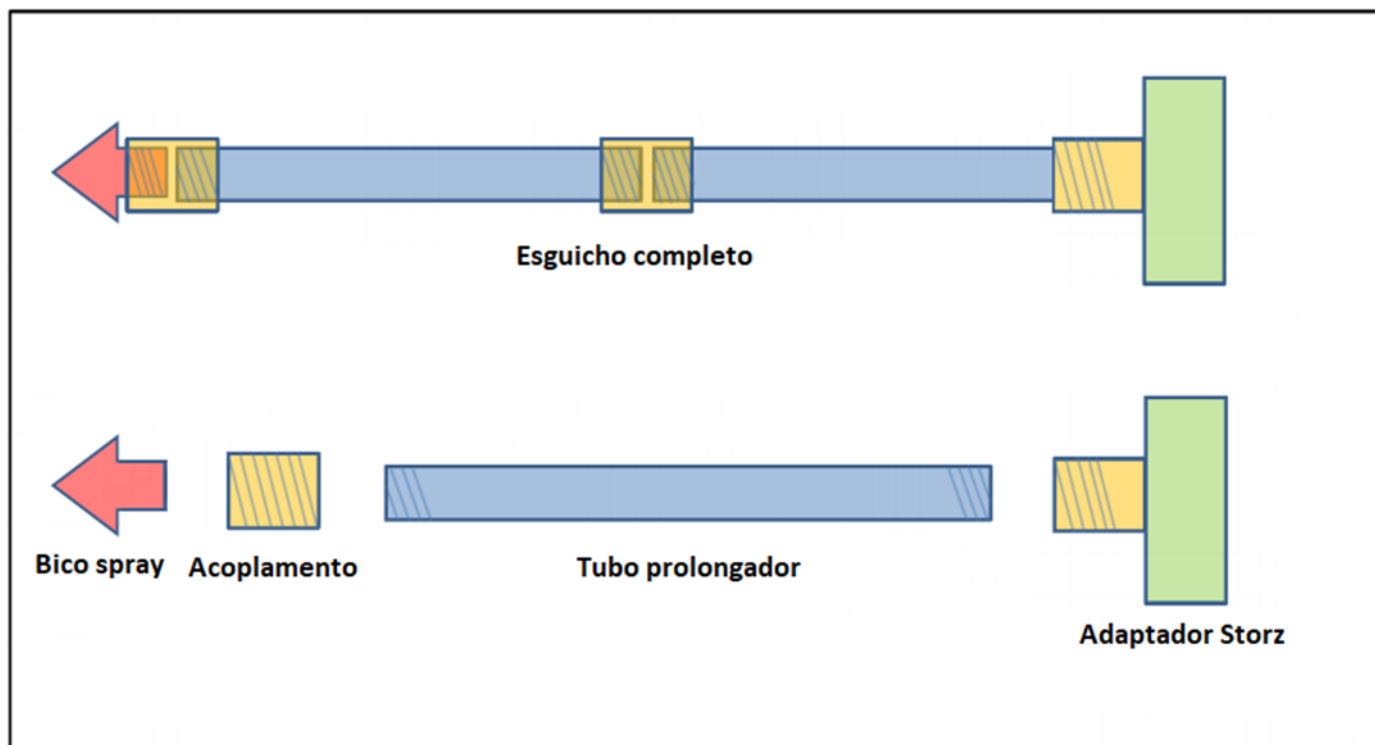 Esguicho completo
Bico spray
Acoplamento
Tubo prolongador
Adaptador Storz